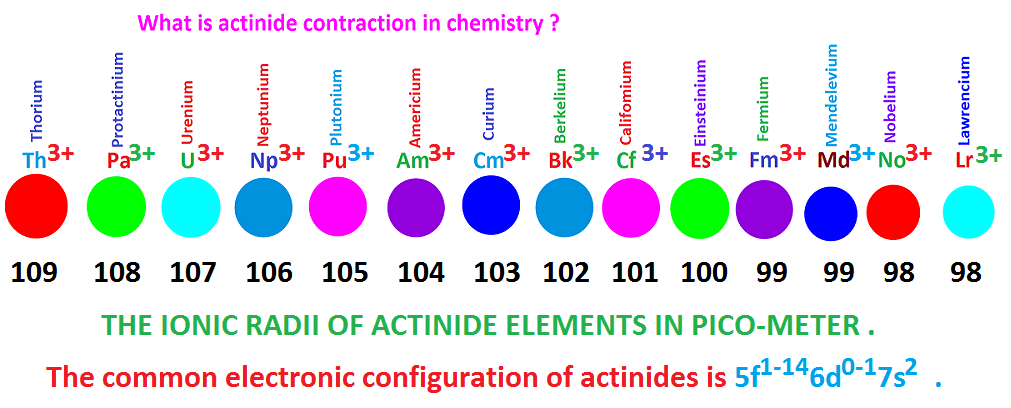 What is actinide contraction in chemistry ?
Thorium Protactinium Urenium Neptunium Plutonium Americium Curium Berkelium Califomium Einsteinium Fermium Mendelevium Nobelium Lawrencium
Th3+ Pa3+ U3+ Np3+ Pu3+ Am3+ Cm3+ Bk3+ Cf 3+ Es3+ Fm3+ Md3+ No3+ Lr3+
109 108 107 106 105 104 103 102 101 100 99 99 98 98
THE IONIC RADII OF ACTINIDE ELEMENTS IN PICO-METER .
The common electronic configuration of actinides is 5f1-146d0-17s2 .